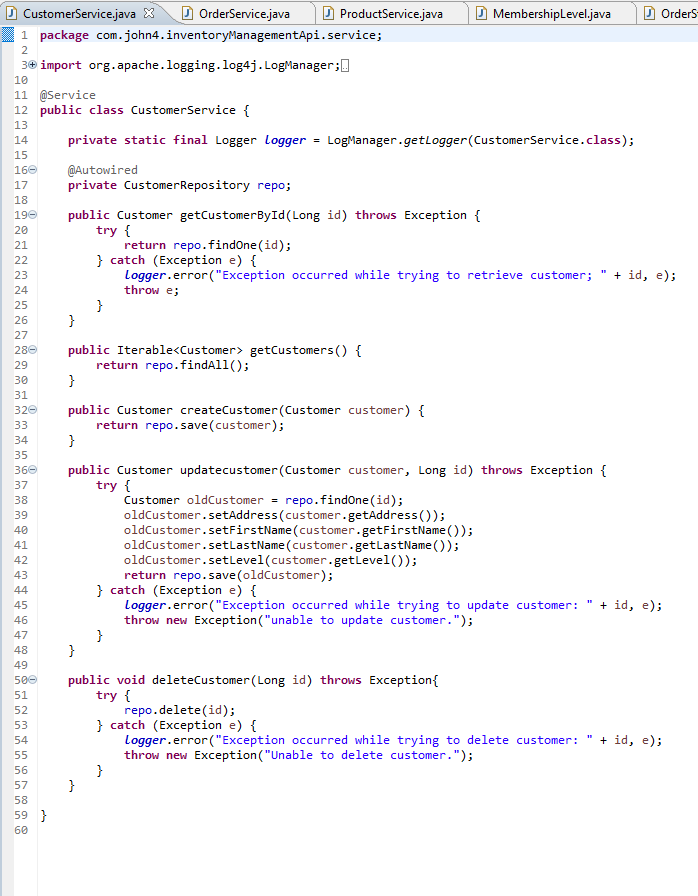 CustomerService.java OrderService.java ProductService.java MembershipLevel.java OrderS
1 package com.john4.inventoryManagementApi.service;
2
3 import org.apache.logging.log4j.LogManager;
10
11 @Service
12 public class CustomerService {
13
14     private static final Logger logger = LogManager.getLogger(CustomerService.class);
15
16     @Autowired
17     private CustomerRepository repo;
18
19     public Customer getCustomerById(Long id) throws Exception {
20         try {
21             return repo.findOne(id);
22         } catch (Exception e) {
23             logger.error("Exception occurred while trying to retrieve customer; " + id, e);
24             throw e;
25         }
26     }
27
28     public Iterable<Customer> getCustomers() {
29         return repo.findAll();
30     }
31
32     public Customer createCustomer(Customer customer) {
33         return repo.save(customer);
34     }
35
36     public Customer updatecustomer(Customer customer, Long id) throws Exception {
37         try {
38             Customer oldCustomer = repo.findOne(id);
39             oldCustomer.setAddress(customer.getAddress());
40             oldCustomer.setFirstName(customer.getFirstName());
41             oldCustomer.setLastName(customer.getLastName());
42             oldCustomer.setLevel(customer.getLevel());
43             return repo.save(oldCustomer);
44         } catch (Exception e) {
45             logger.error("Exception occurred while trying to update customer: " + id, e);
46             throw new Exception("unable to update customer.");
47         }
48     }
49
50     public void deleteCustomer(Long id) throws Exception{
51         try {
52             repo.delete(id);
53         } catch (Exception e) {
54             logger.error("Exception occurred while trying to delete customer: " + id, e);
55             throw new Exception("Unable to delete customer.");
56         }
57     }
58
59 }
60